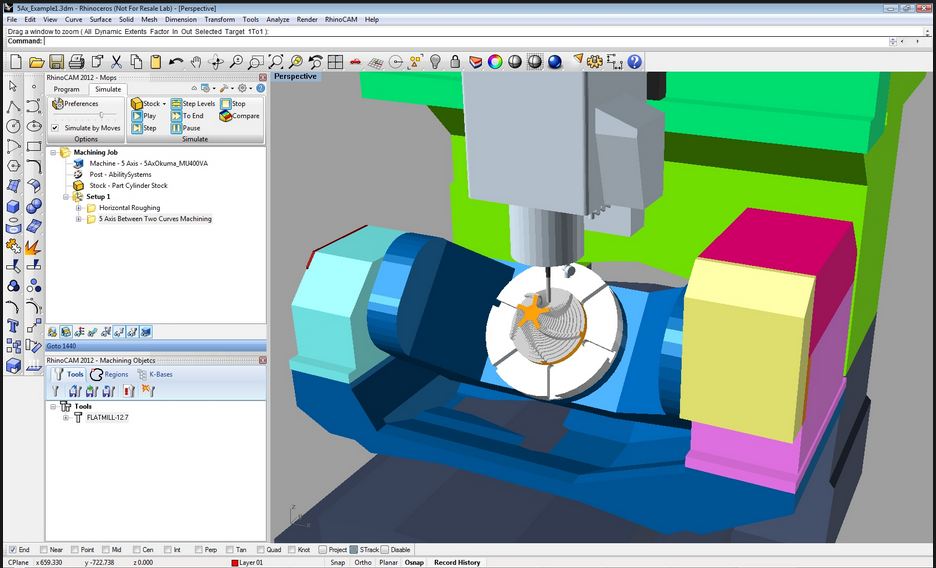 5Ax_Example1.3dm - Rhinoceros (Not For Resale Lab) - [Perspective]
File Edit View Curve Surface Solid Mesh Dimension Transform Tools Analyze Render RhinoCAM Help
Drag a window to zoom ( All Dynamic Extents Factor In Out Selected Target 1To1 ):
Command:
RhinoCAM 2012 - Mops
Perspective
Program Simulate
Preferences
Stock
Step Levels
Stop
Play
To End
Compare
Simulate by Moves
Step
Pause
Options
Simulate
Machining Job
Machine - 5 Axis - 5AxOkuma_MU400VA
Post - AbilitySystems
Stock - Part Cylinder Stock
Setup 1
Horizontal Roughing
5 Axis Between Two Curves Machining
Goto 1440
RhinoCAM 2012 - Machining Objetcs
Tools Regions K-Bases
Tools
FLATMILL-12.7
End Near Point Mid Cen Int Perp Tan Quad Knot Project STrack Disable
CPlane x 659.330 y -722.738 z 0.000 Layer 01 Snap Ortho Planar Osnap Record History